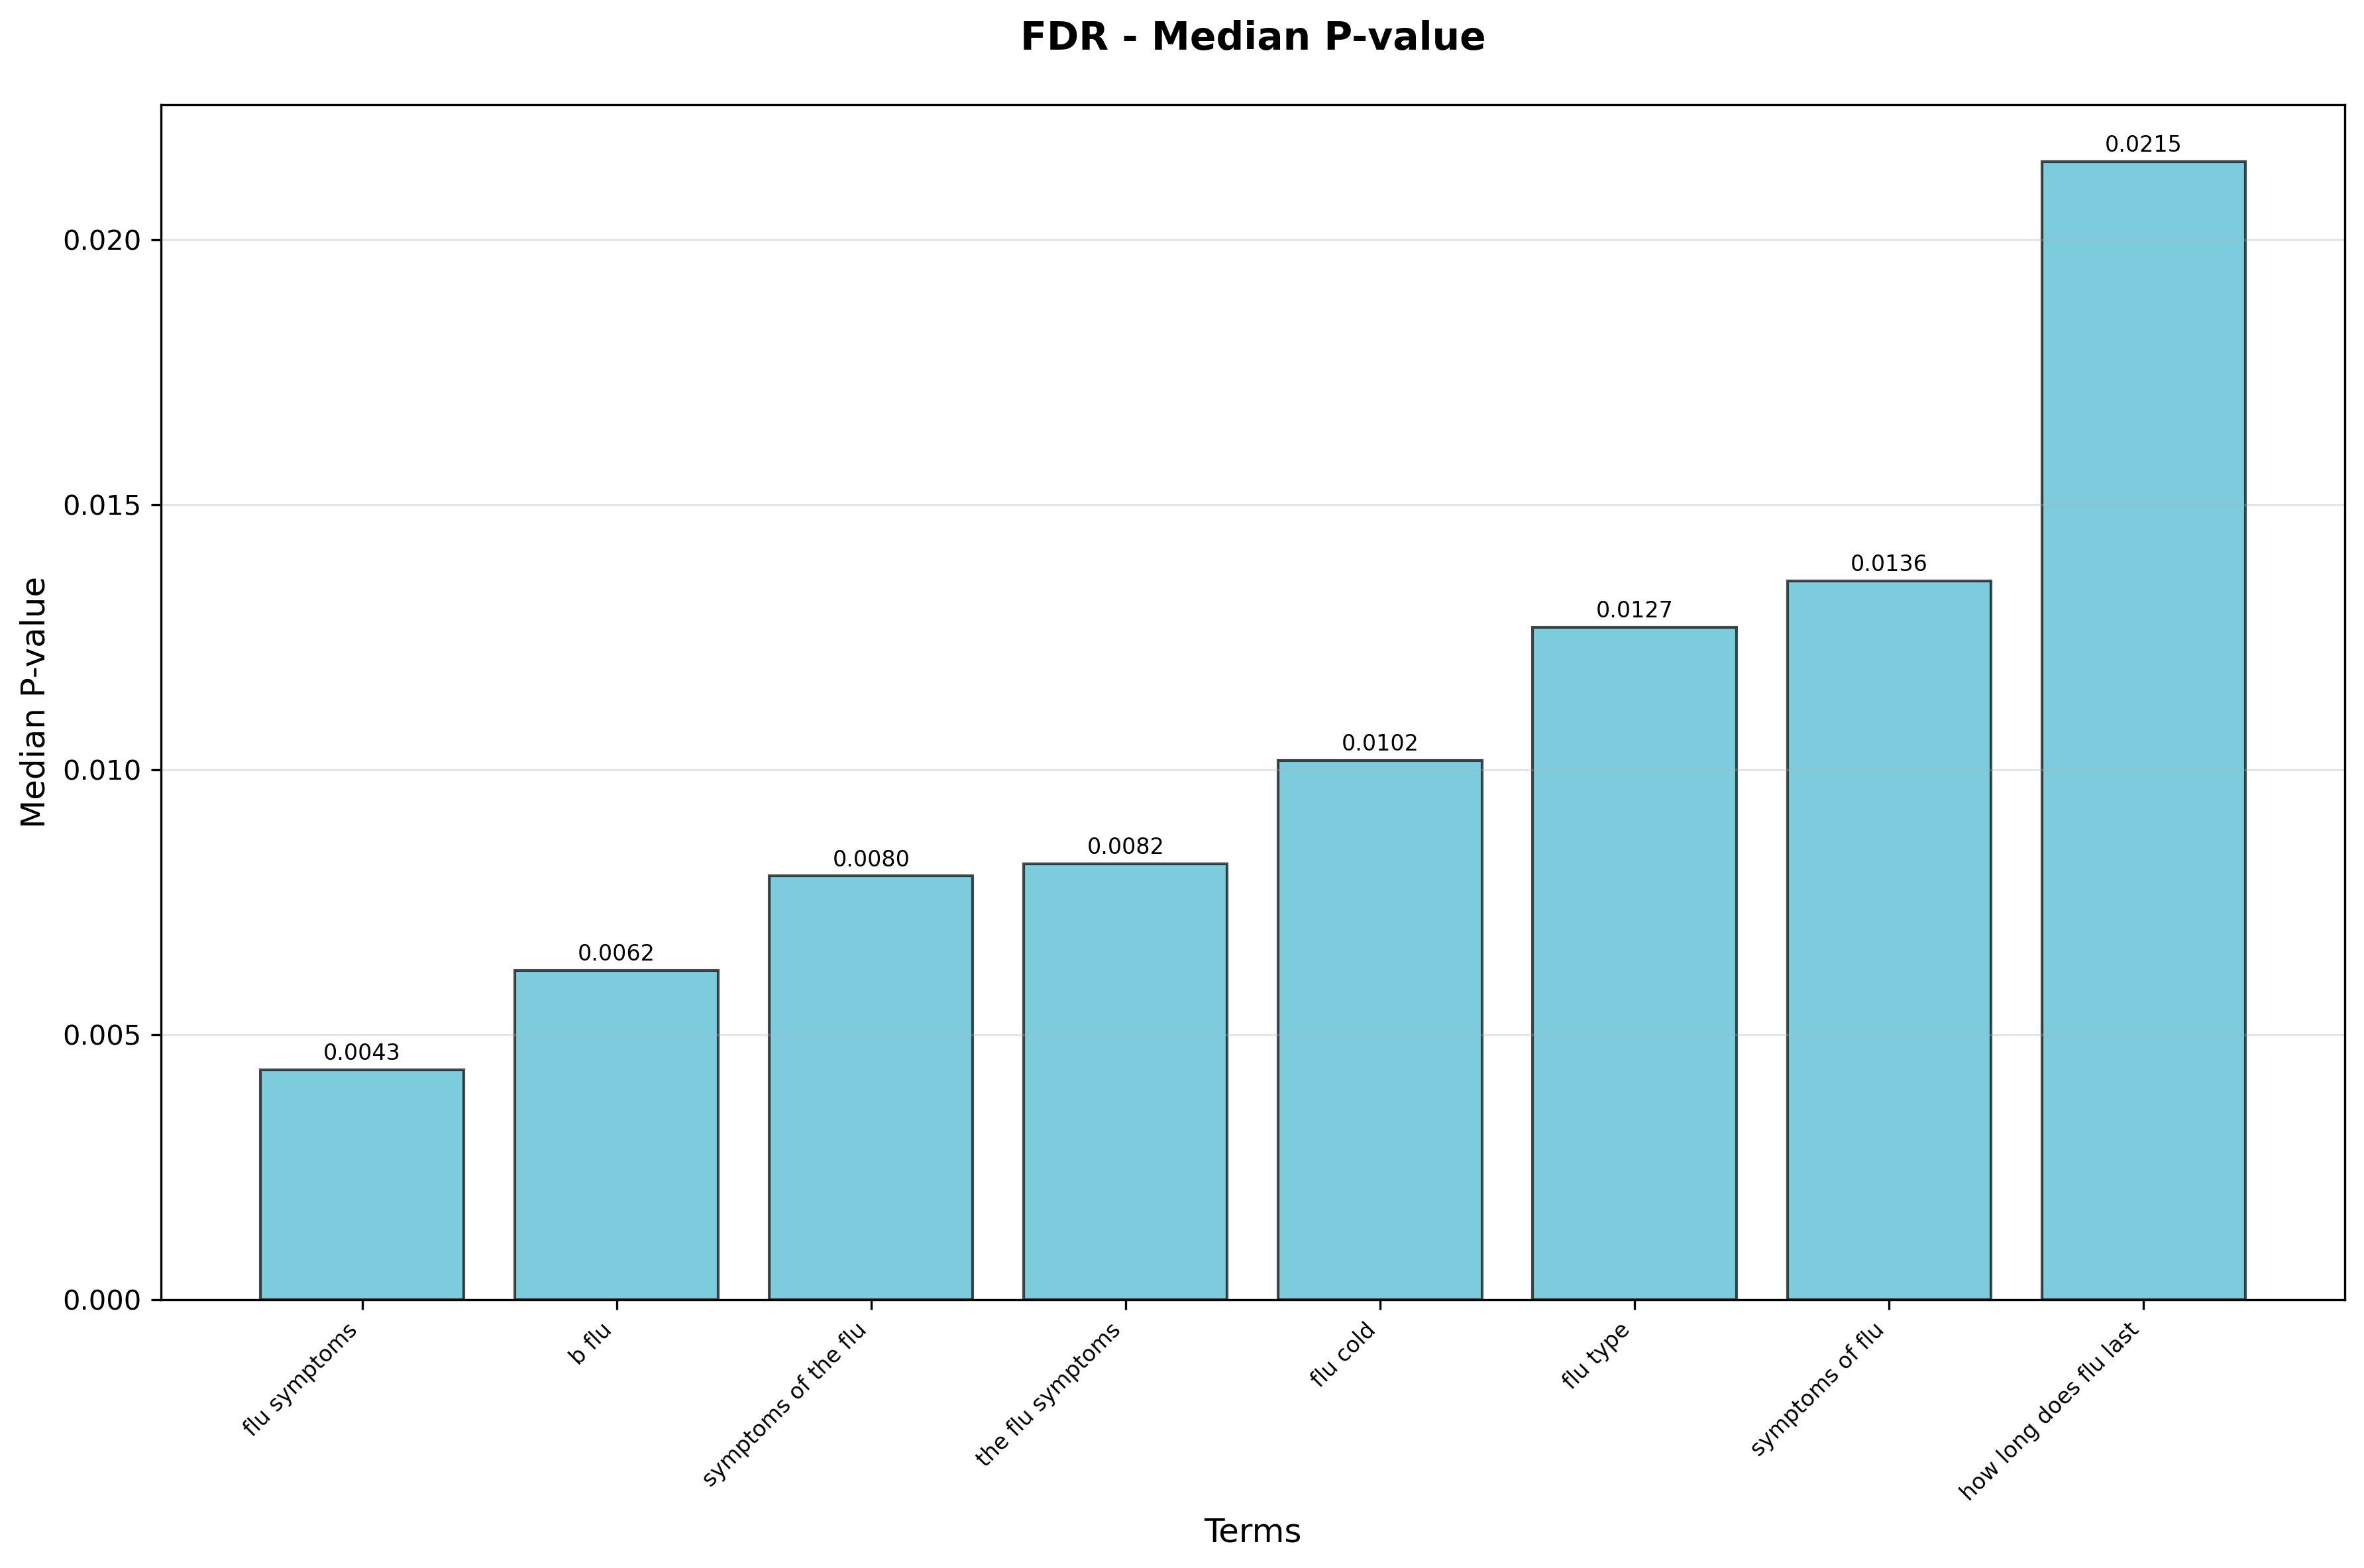 FDR - Median P-value
Median P-value
0.020
0.015
0.010
0.005
0.000
0.0043
0.0062
0.0080
0.0082
0.0102
0.0127
0.0136
0.0215
flu symptoms
b flu
symptoms of the flu
the flu symptoms
flu cold
flu type
symptoms of flu
how long does flu last
Terms